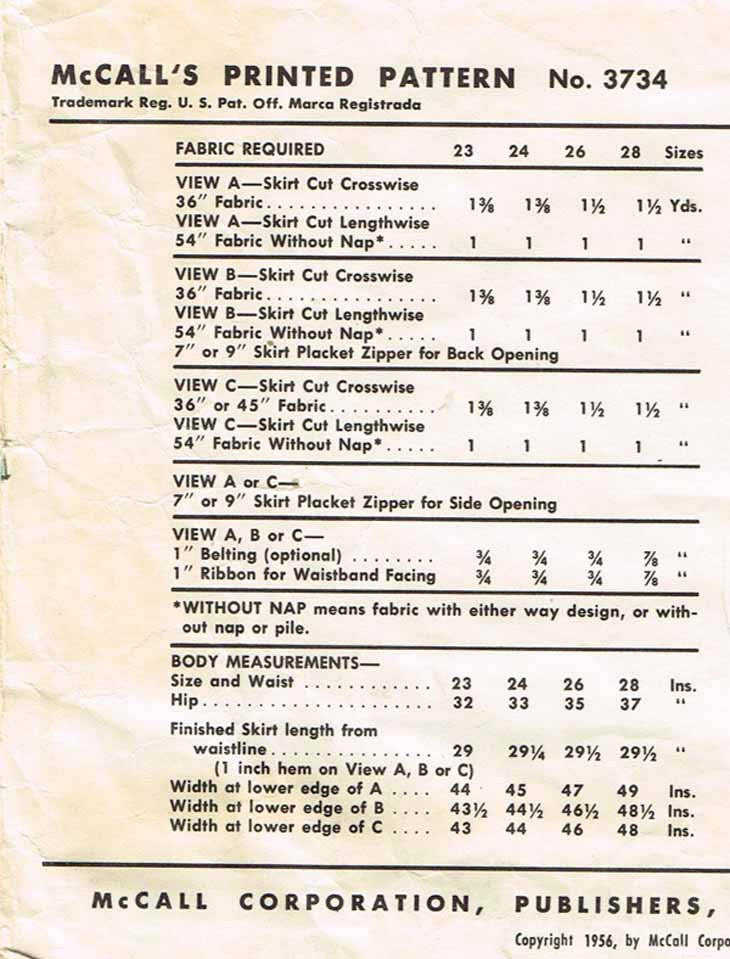 McCALL'S PRINTED PATTERN No. 3734
Trademark Reg. U. S. Pat. Off. Marca Registrada
FABRIC REQUIRED 23 24 26 28 Sizes
VIEW A—Skirt Cut Crosswise
36" Fabric................ 1⅜ 1⅜ 1½ 1½ Yds.
VIEW A—Skirt Cut Lengthwise
54" Fabric Without Nap*..... 1 1 1 1 "
VIEW B—Skirt Cut Crosswise
36" Fabric................ 1⅜ 1⅜ 1½ 1½ "
VIEW B—Skirt Cut Lengthwise
54" Fabric Without Nap*..... 1 1 1 1 "
7" or 9" Skirt Placket Zipper for Back Opening
VIEW C—Skirt Cut Crosswise
36" or 45" Fabric.......... 1⅜ 1⅜ 1½ 1½ "
VIEW C—Skirt Cut Lengthwise
54" Fabric Without Nap*..... 1 1 1 1 "
VIEW A or C—
7" or 9" Skirt Placket Zipper for Side Opening
VIEW A, B or C—
1" Belting (optional) ........ ¾ ¾ ¾ ⅞ "
1" Ribbon for Waistband Facing ¾ ¾ ¾ ⅞ "
*WITHOUT NAP means fabric with either way design, or with-
out nap or pile.
BODY MEASUREMENTS—
Size and Waist ............ 23 24 26 28 Ins.
Hip...................... 32 33 35 37 "
Finished Skirt length from
waistline............... 29 29¼ 29½ 29½ "
(1 inch hem on View A, B or C)
Width at lower edge of A .... 44 45 47 49 Ins.
Width at lower edge of B .... 43½ 44½ 46½ 48½ Ins.
Width at lower edge of C .... 43 44 46 48 Ins.
McCALL CORPORATION, PUBLISHERS,
Copyright 1956, by McCall Corpo